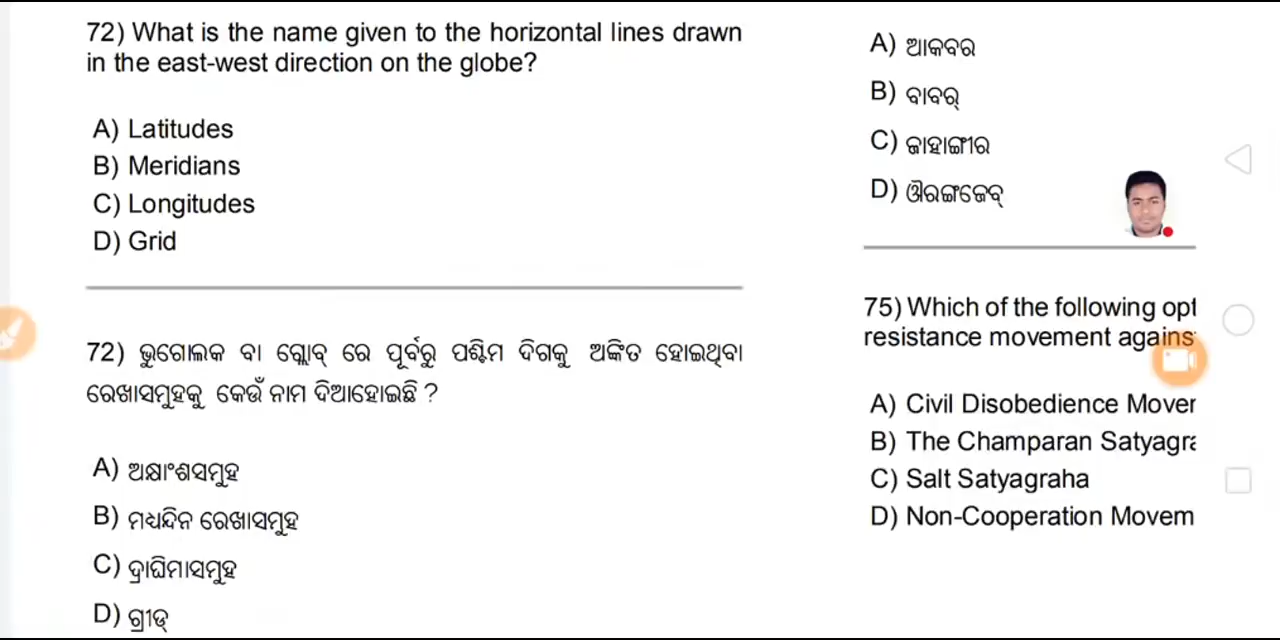 72) What is the name given to the horizontal lines drawn
in the east-west direction on the globe?
A) Latitudes
B) Meridians
C) Longitudes
D) Grid
72) ଭୁଗୋଲକ ବା ଗ୍ଲୋବ୍ ରେ ପୂର୍ବରୁ ପଶ୍ଚିମ ଦିଗକୁ ଅଙ୍କିତ ହୋଇଥିବା
ରେଖାସମୁହକୁ କେଉଁ ନାମ ଦିଆହୋଇଛି ?
A) ଅକ୍ଷାଂଶସମୁହ
B) ମଧ୍ୟନ୍ଦିନ ରେଖାସମୁହ
C) ଦ୍ରାଘିମାସମୁହ
D) ଗ୍ରୀଡ୍
A) ଆକବର
B) ବାବର୍
C) ଜାହାଙ୍ଗୀର
D) ଔରଙ୍ଗଜେବ୍
75) Which of the following opt
resistance movement agains
A) Civil Disobedience Mover
B) The Champaran Satyagra
C) Salt Satyagraha
D) Non-Cooperation Movem